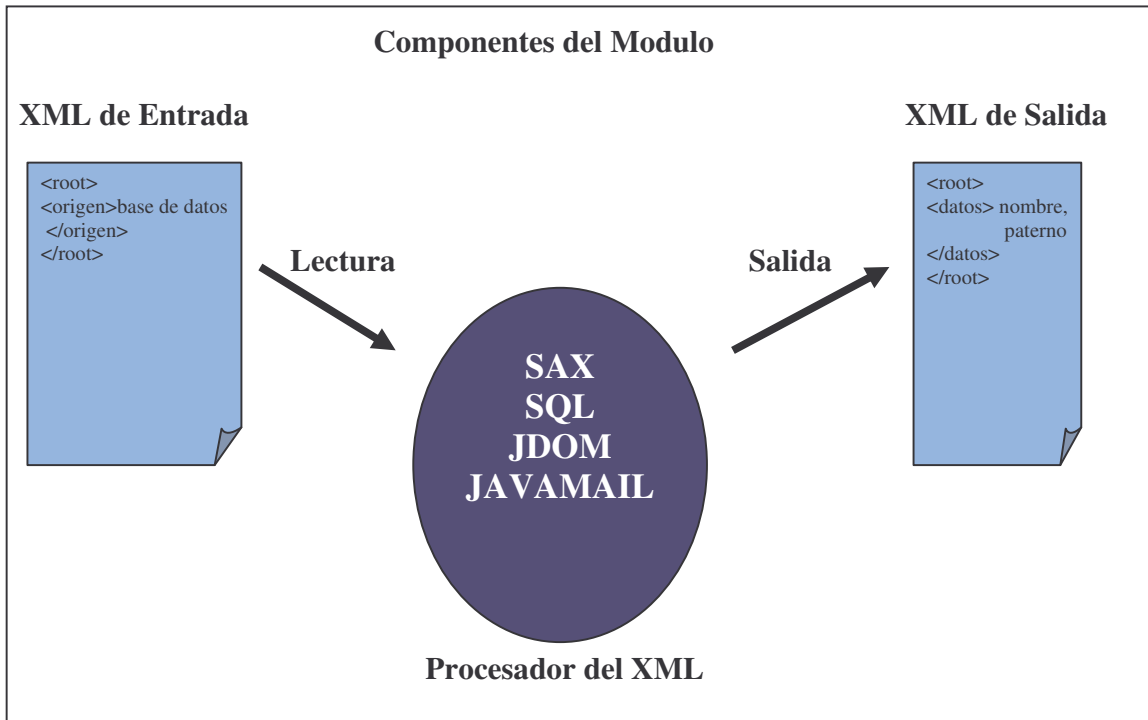 Componentes del Modulo
XML de Entrada
<root>
<origen>base de datos
</origen>
</root>
Lectura
SAX
SQL
JDOM
JAVAMAIL
Procesador del XML
Salida
XML de Salida
<root>
<datos> nombre,
paterno
</datos>
</root>